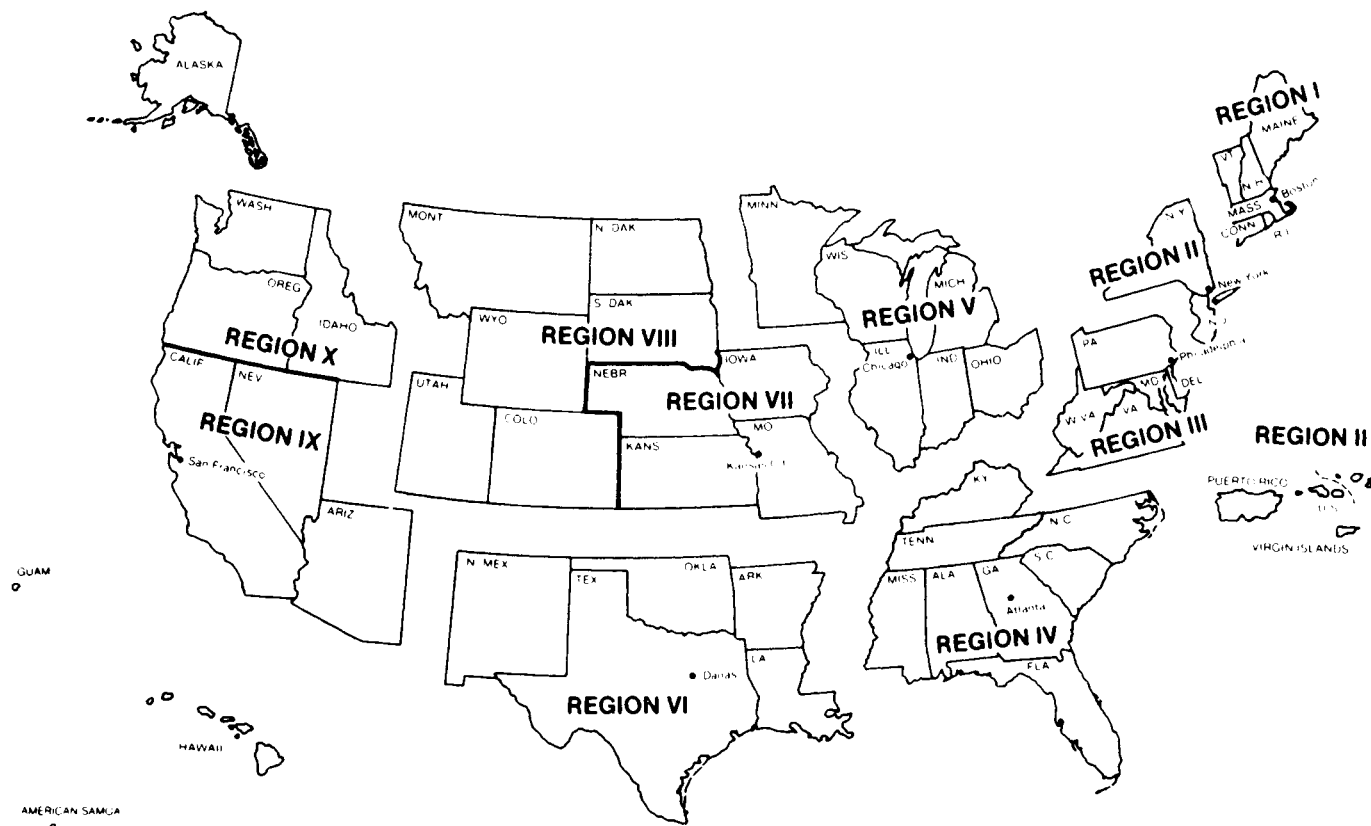 ALASKA
REGION I
MAINE
VT
N.H.
Boston
MASS
CONN
R.I.
WASH
MONT
N. DAK
MINN
N.Y.
OREG
WIS
MICH
REGION II
New York
S. DAK
IDAHO
WYO
REGION V
N.J.
REGION X
REGION VIII
PA
CALIF
NEV
UTAH
NEBR
IOWA
ILL
Chicago
IND
OHIO
Philadelphia
MD
DEL
REGION VII
W.VA
VA
REGION IX
COLO
MO
REGION III
REGION II
KANS
San Francisco
KY
PUERTO RICO
ARIZ
N.C.
TENN
VIRGIN ISLANDS
S.C.
GUAM
N. MEX
TEX
OKLA
ARK
MISS
ALA
GA
Atlanta
REGION IV
LA
FLA
REGION VI
HAWAII
AMERICAN SAMOA